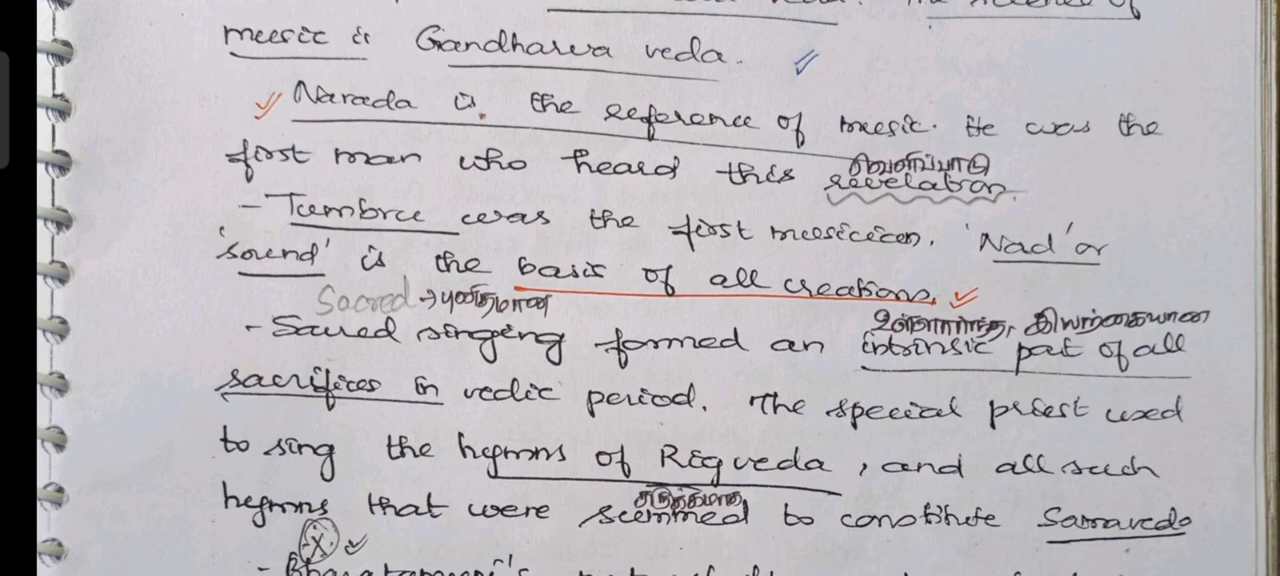 music is Gandharva veda.
Narada is the reference of music. He was the
வெளிப்பாடு
first man who heard this revelation.
- Tumbru was the first musician. 'Nad' or
'sound' is the basis of all creations.
Sacred → புனிதமான
உள்ளார்ந்த, இயற்கையான
- Sacred singing formed an intrinsic part of all
sacrifices in vedic period. The special priest used
to sing the hymns of Rigveda, and all such
hymns that were to constitute Samaveda